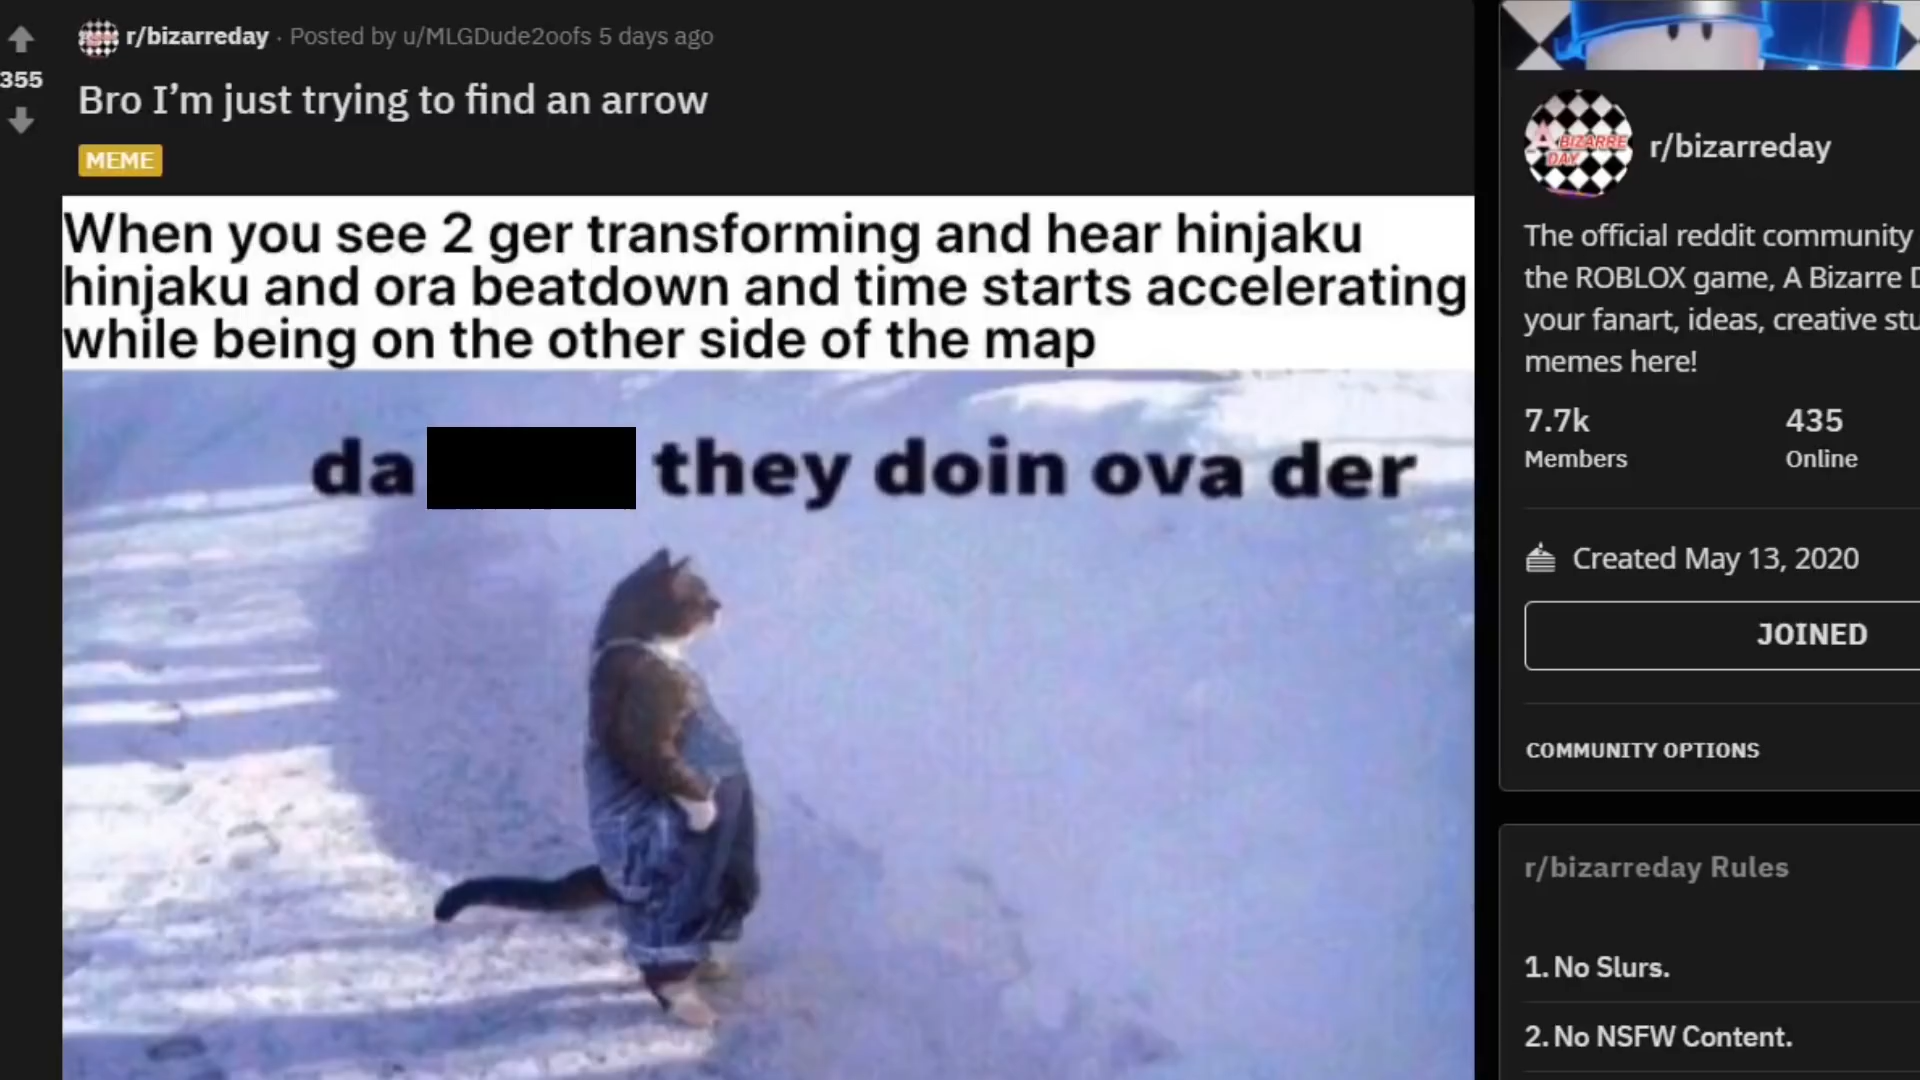 355
r/bizarreday · Posted by u/MLGDude2oofs 5 days ago
Bro I’m just trying to find an arrow
MEME
When you see 2 ger transforming and hear hinjaku
hinjaku and ora beatdown and time starts accelerating
while being on the other side of the map
da they doin ova der
A BIZARRE
DAY
r/bizarreday
The official reddit community
the ROBLOX game, A Bizarre D
your fanart, ideas, creative stu
memes here!
7.7k 435
Members Online
Created May 13, 2020
JOINED
COMMUNITY OPTIONS
r/bizarreday Rules
1. No Slurs.
2. No NSFW Content.